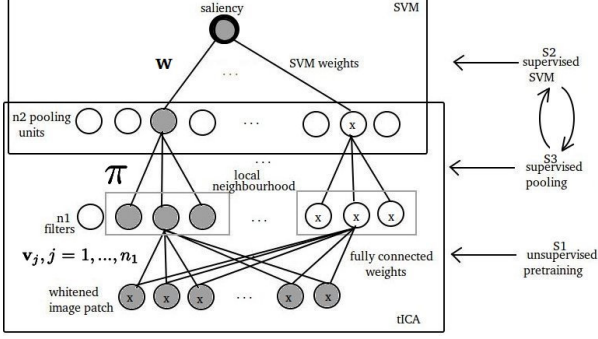 saliency
SVM
w
SVM weights
...
S2
supervised
SVM
n2 pooling
units
...
x
...
S3
supervised
pooling
π
local
neighbourhood
n1
filters
...
x x x
v_j, j = 1, ..., n_1
fully connected
weights
S1
unsupervised
pretraining
whitened
image patch
x x x ... x x
tICA